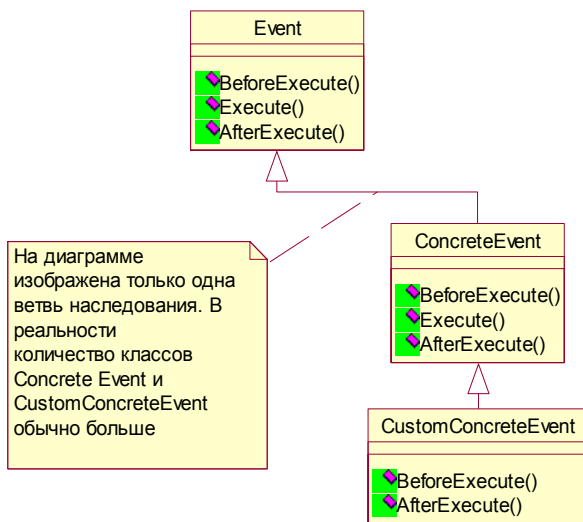 Event
BeforeExecute()
Execute()
AfterExecute()
ConcreteEvent
BeforeExecute()
Execute()
AfterExecute()
На диаграмме
изображена только одна
ветвь наследования. В
реальности
количество классов
Concrete Event и
CustomConcreteEvent
обычно больше
CustomConcreteEvent
BeforeExecute()
AfterExecute()